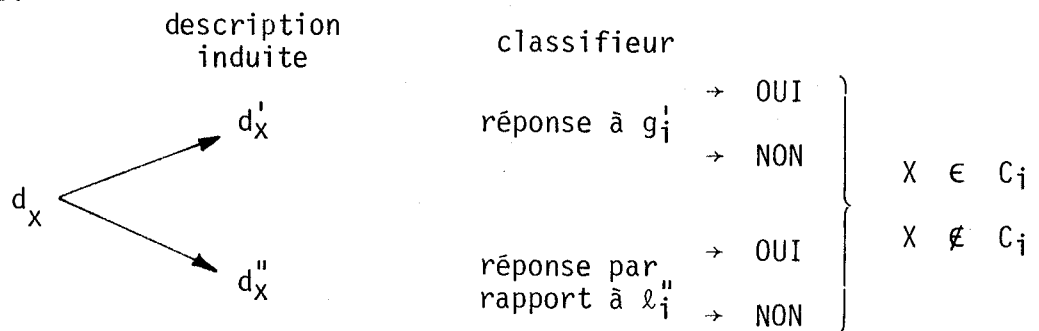 description
induite
classifieur
d'x
réponse à g'i
→ OUI
→ NON
dx
X ∈ Ci
X ∉ Ci
d"x
réponse par
rapport à ℓ"i
→ OUI
→ NON